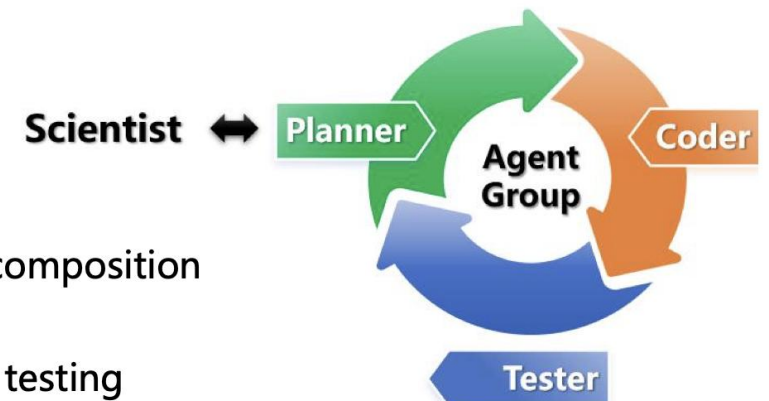 Scientist
Planner
Coder
Agent
Group
composition
testing
Tester